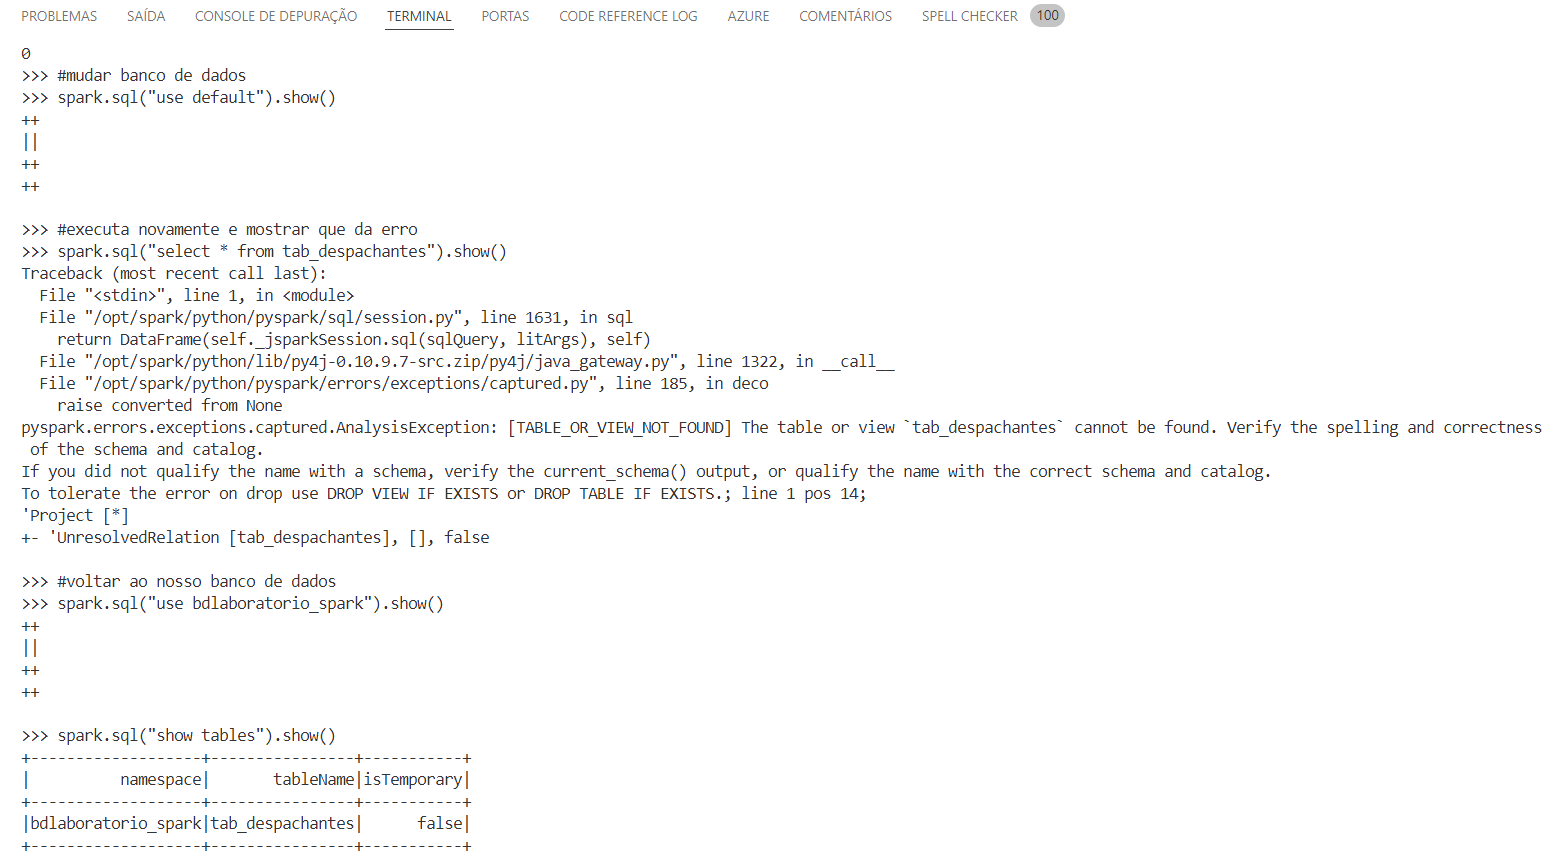 PROBLEMAS SAÍDA CONSOLE DE DEPURAÇÃO TERMINAL PORTAS CODE REFERENCE LOG AZURE COMENTÁRIOS SPELL CHECKER 100
0
>>> #mudar banco de dados
>>> spark.sql("use default").show()
++
||
++
++
>>> #executa novamente e mostrar que da erro
>>> spark.sql("select * from tab_despachantes").show()
Traceback (most recent call last):
  File "<stdin>", line 1, in <module>
  File "/opt/spark/python/pyspark/sql/session.py", line 1631, in sql
    return DataFrame(self._jsparkSession.sql(sqlQuery, litArgs), self)
  File "/opt/spark/python/lib/py4j-0.10.9.7-src.zip/py4j/java_gateway.py", line 1322, in __call__
  File "/opt/spark/python/pyspark/errors/exceptions/captured.py", line 185, in deco
    raise converted from None
pyspark.errors.exceptions.captured.AnalysisException: [TABLE_OR_VIEW_NOT_FOUND] The table or view `tab_despachantes` cannot be found. Verify the spelling and correctness
 of the schema and catalog.
If you did not qualify the name with a schema, verify the current_schema() output, or qualify the name with the correct schema and catalog.
To tolerate the error on drop use DROP VIEW IF EXISTS or DROP TABLE IF EXISTS.; line 1 pos 14;
'Project [*]
+- 'UnresolvedRelation [tab_despachantes], [], false
>>> #voltar ao nosso banco de dados
>>> spark.sql("use bdlaboratorio_spark").show()
++
||
++
++
>>> spark.sql("show tables").show()
+-------------------+----------------+-----------+
|          namespace|       tableName|isTemporary|
+-------------------+----------------+-----------+
|bdlaboratorio_spark|tab_despachantes|      false|
+-------------------+----------------+-----------+